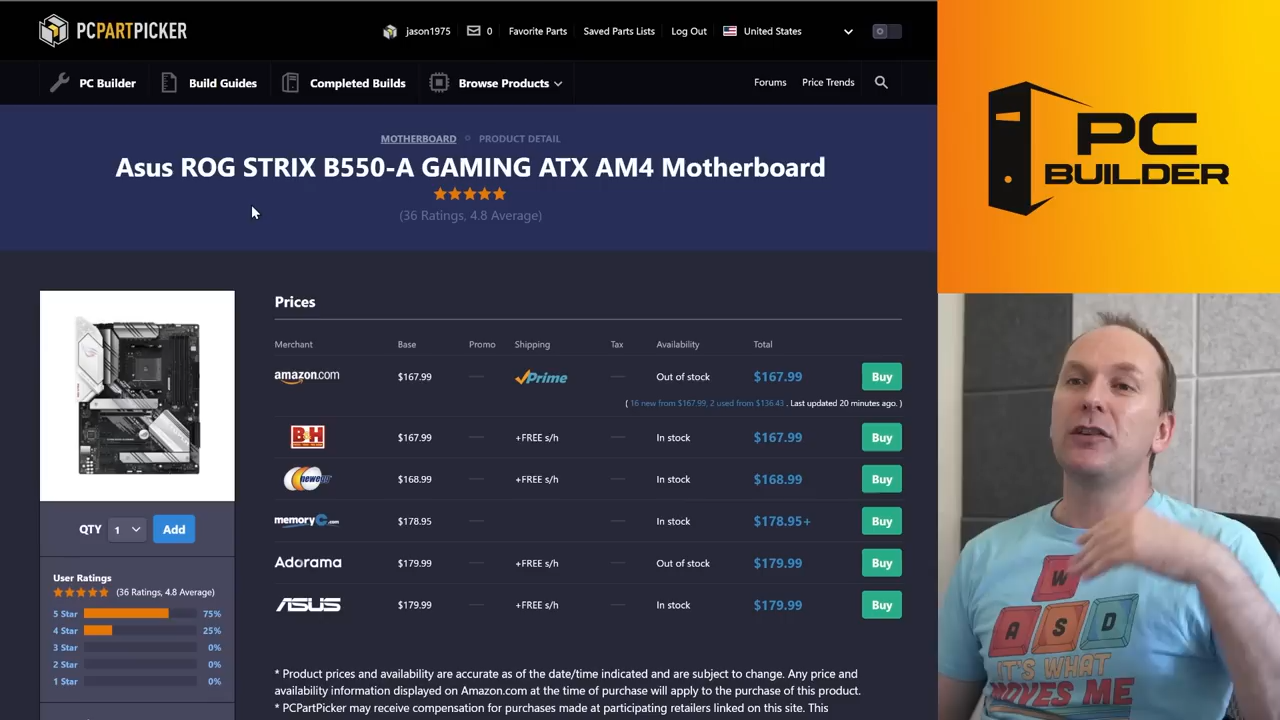 PCPARTPICKER
jason1975
0
Favorite Parts
Saved Parts Lists
Log Out
United States
PC Builder
Build Guides
Completed Builds
Browse Products
Forums
Price Trends
MOTHERBOARD
PRODUCT DETAIL
Asus ROG STRIX B550-A GAMING ATX AM4 Motherboard
(36 Ratings, 4.8 Average)
PC
BUILDER
Prices
Merchant Base Promo Shipping Tax Availability Total
amazon.com $167.99 — Prime — Out of stock $167.99 Buy
( 16 new from $167.99, 2 used from $136.43 , Last updated 20 minutes ago. )
B&H $167.99 — +FREE s/h — In stock $167.99 Buy
newegg $168.99 — +FREE s/h — In stock $168.99 Buy
memoryC.com $178.95 — — In stock $178.95+ Buy
Adorama $179.99 — +FREE s/h — Out of stock $179.99 Buy
ASUS $179.99 — +FREE s/h — In stock $179.99 Buy
QTY 1 Add
User Ratings
(36 Ratings, 4.8 Average)
5 Star 75%
4 Star 25%
3 Star 0%
2 Star 0%
1 Star 0%
* Product prices and availability are accurate as of the date/time indicated and are subject to change. Any price and
availability information displayed on Amazon.com at the time of purchase will apply to the purchase of this product.
* PCPartPicker may receive compensation for purchases made at participating retailers linked on this site. This
W
A S D
IT'S WHAT
MOVES ME